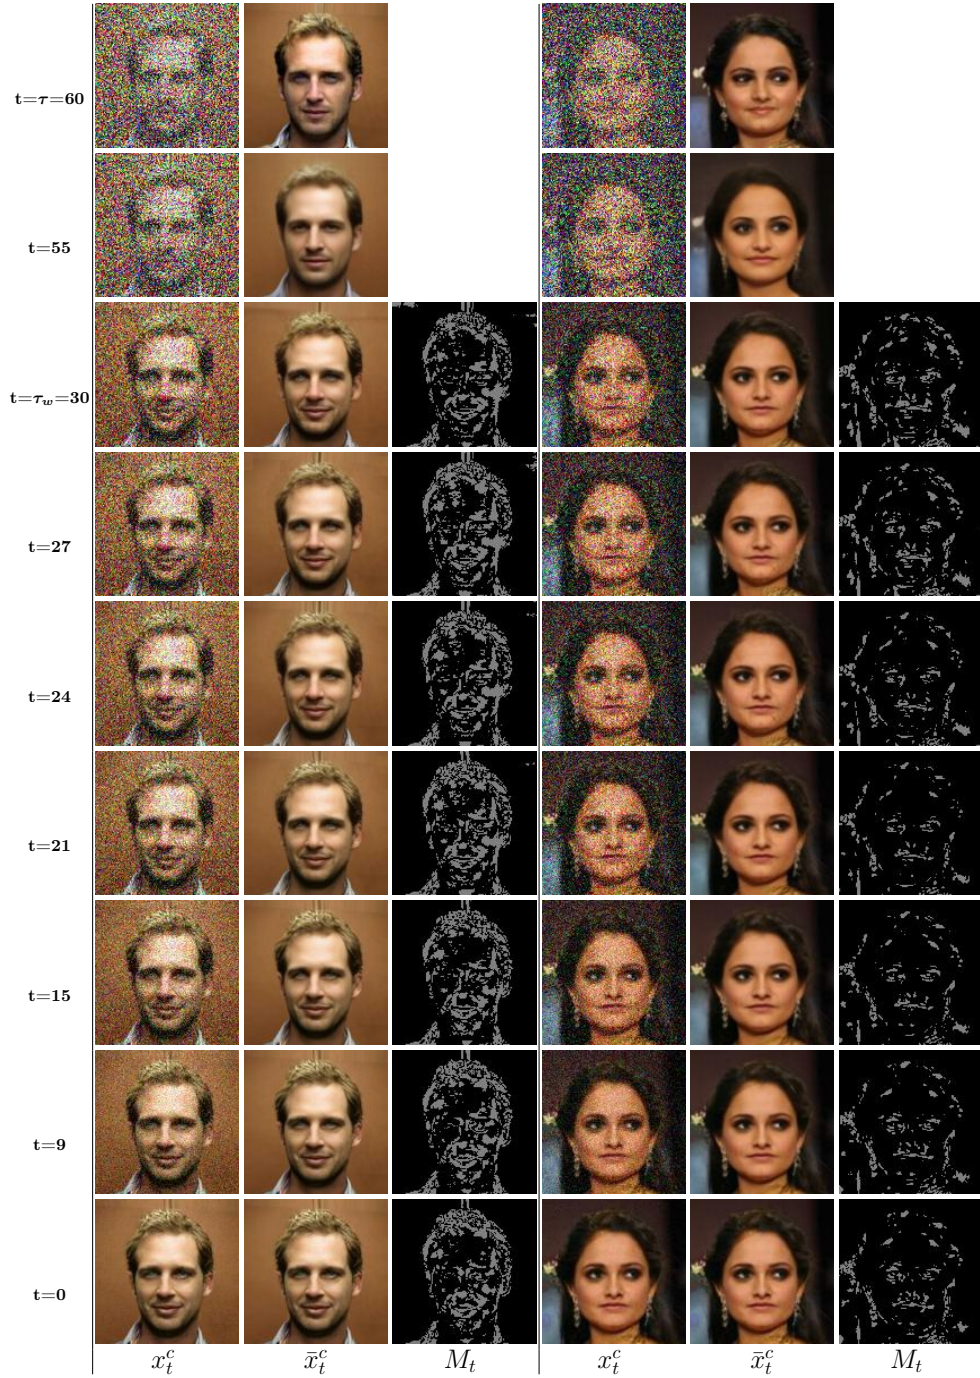 t=τ=60
t=55
t=τ_w=30
t=27
t=24
t=21
t=15
t=9
t=0
x_t^c x̄_t^c M_t x_t^c x̄_t^c M_t